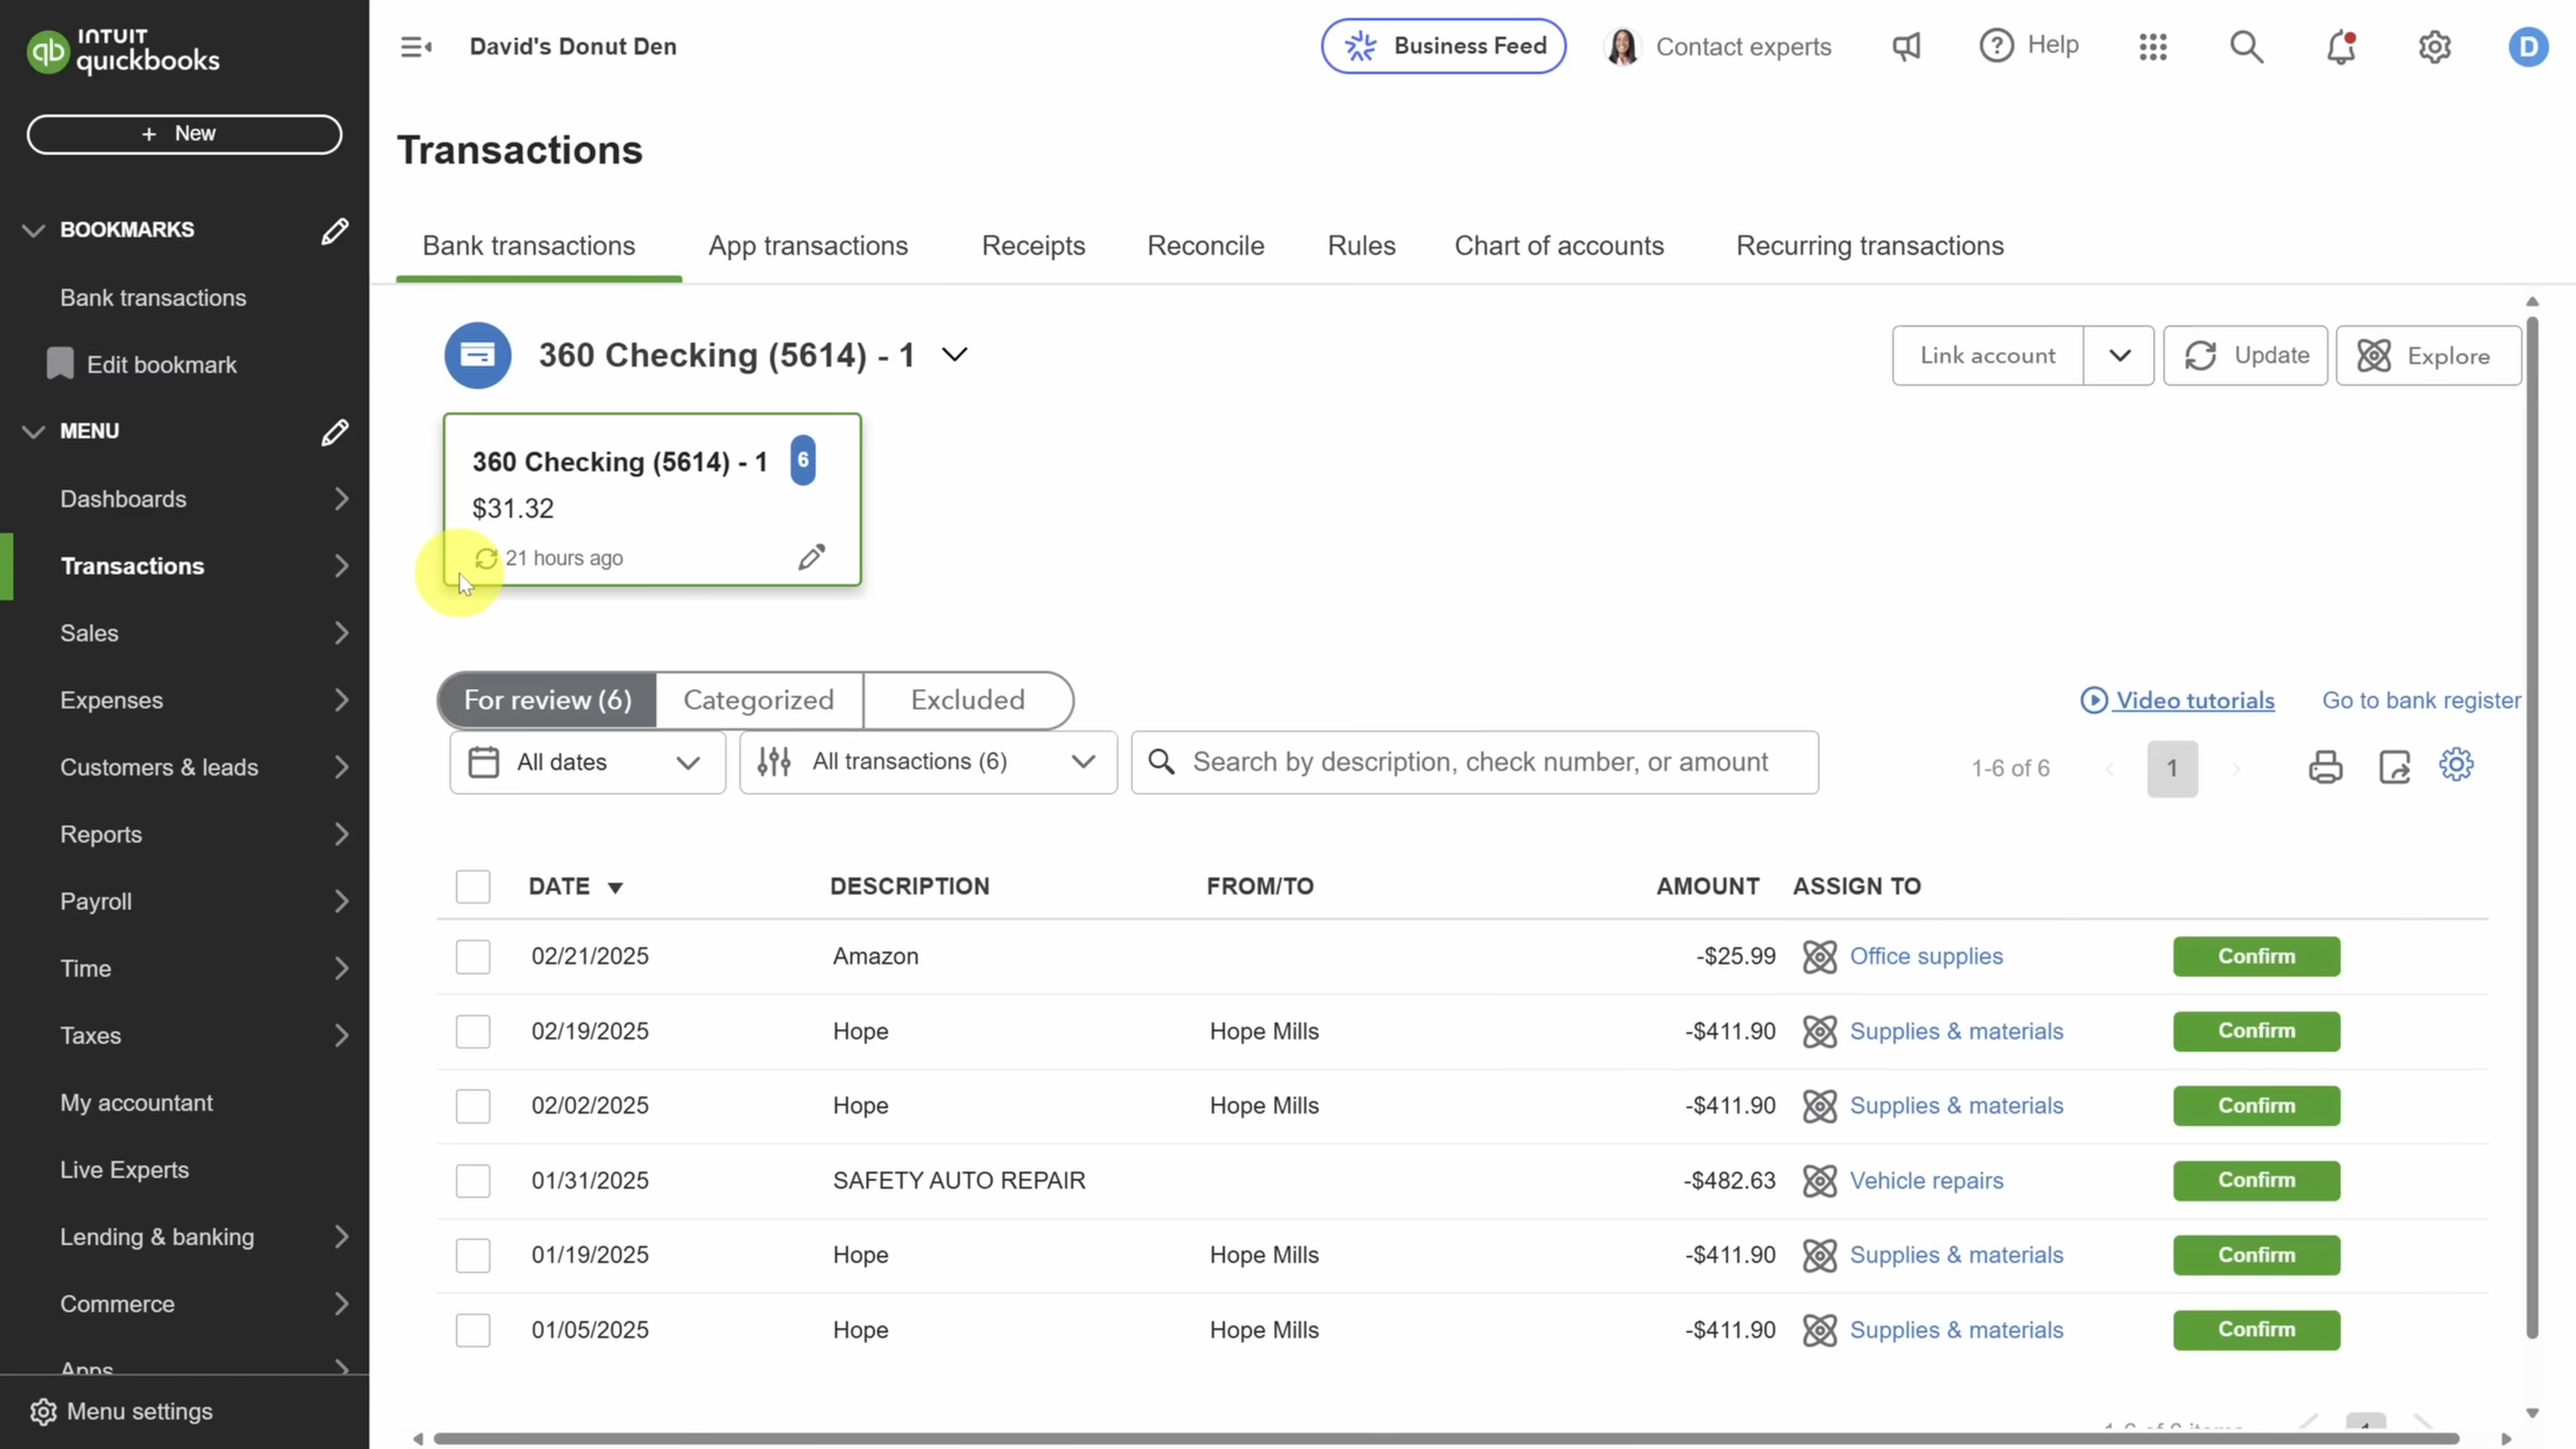 INTUIT
qb quickbooks
+ New
BOOKMARKS
Bank transactions
Edit bookmark
MENU
Dashboards
Transactions
Sales
Expenses
Customers & leads
Reports
Payroll
Time
Taxes
My accountant
Live Experts
Lending & banking
Commerce
Apps
Menu settings
David's Donut Den
Business Feed
Contact experts
Help
D
Transactions
Bank transactions App transactions Receipts Reconcile Rules Chart of accounts Recurring transactions
360 Checking (5614) - 1
Link account Update Explore
360 Checking (5614) - 1 6
$31.32
21 hours ago
For review (6) Categorized Excluded
Video tutorials Go to bank register
All dates All transactions (6) Search by description, check number, or amount 1-6 of 6 1
DATE DESCRIPTION FROM/TO AMOUNT ASSIGN TO
02/21/2025 Amazon -$25.99 Office supplies Confirm
02/19/2025 Hope Hope Mills -$411.90 Supplies & materials Confirm
02/02/2025 Hope Hope Mills -$411.90 Supplies & materials Confirm
01/31/2025 SAFETY AUTO REPAIR -$482.63 Vehicle repairs Confirm
01/19/2025 Hope Hope Mills -$411.90 Supplies & materials Confirm
01/05/2025 Hope Hope Mills -$411.90 Supplies & materials Confirm